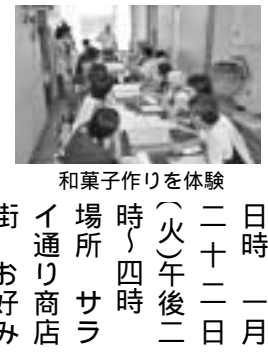 和菓子作りを体験
日時　一月
二十二日
(火)午後二
時～四時
場所　サラ
イ通り商店
街　お好み